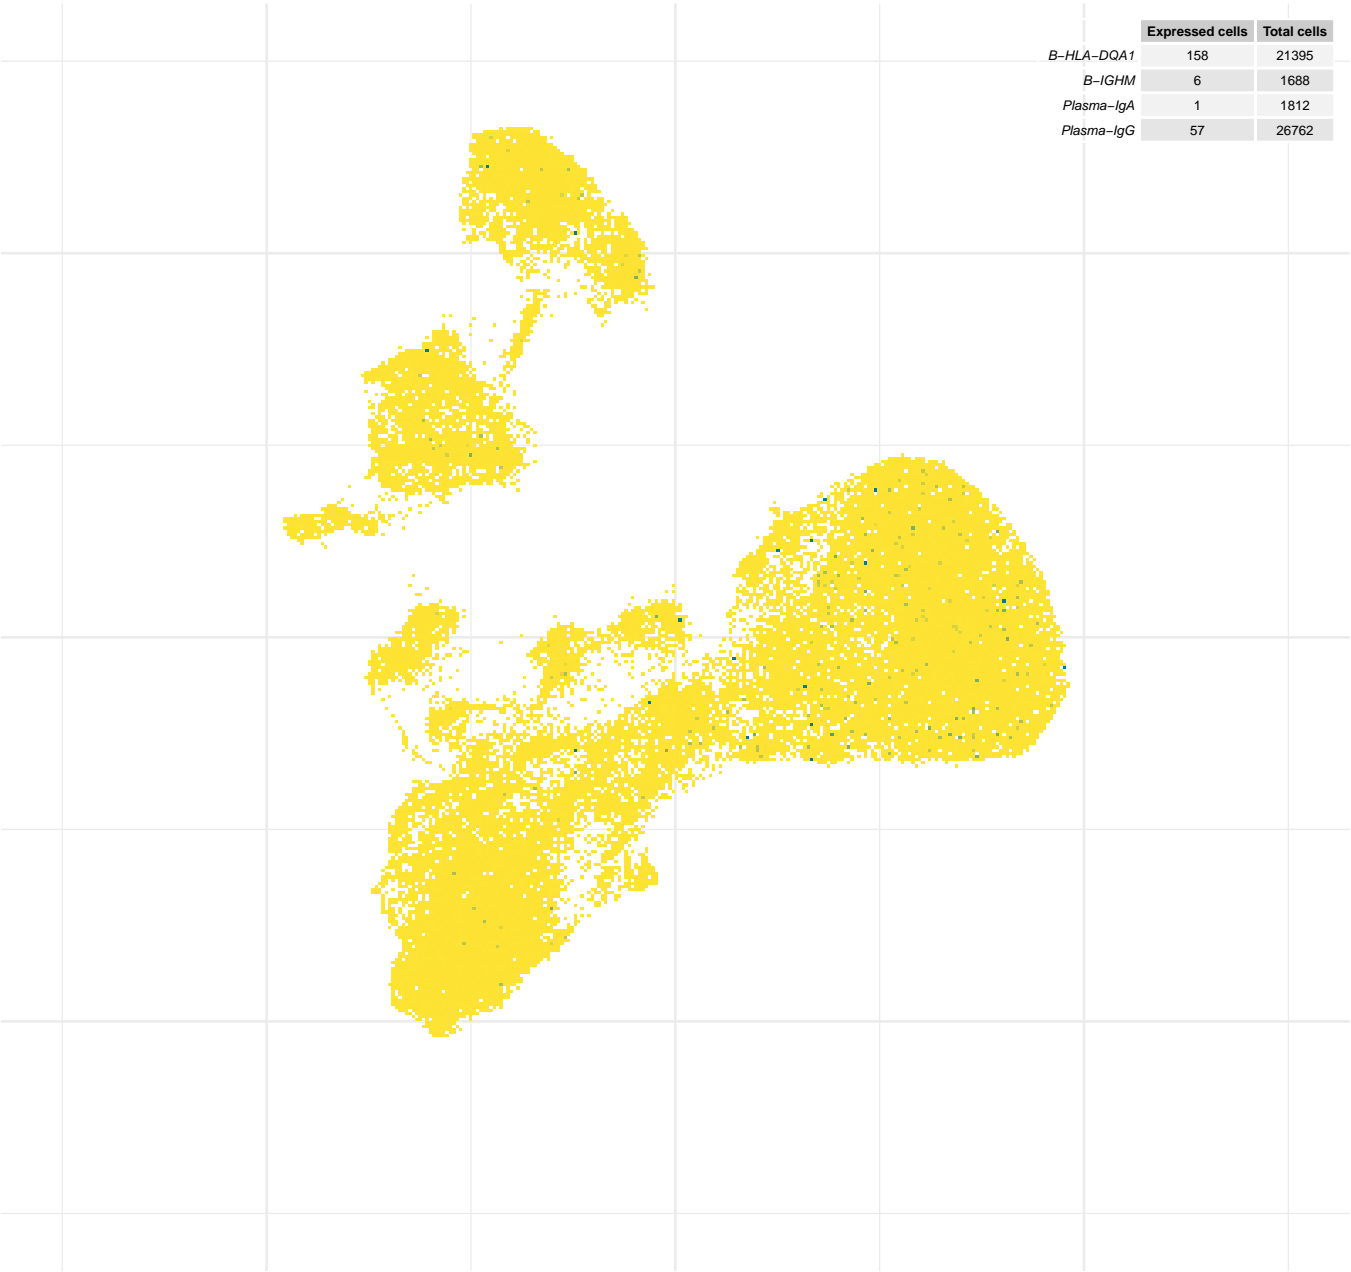 Expressed cells Total cells
B−HLA−DQA1 158 21395
B−IGHM 6 1688
Plasma−IgA 1 1812
Plasma−IgG 57 26762